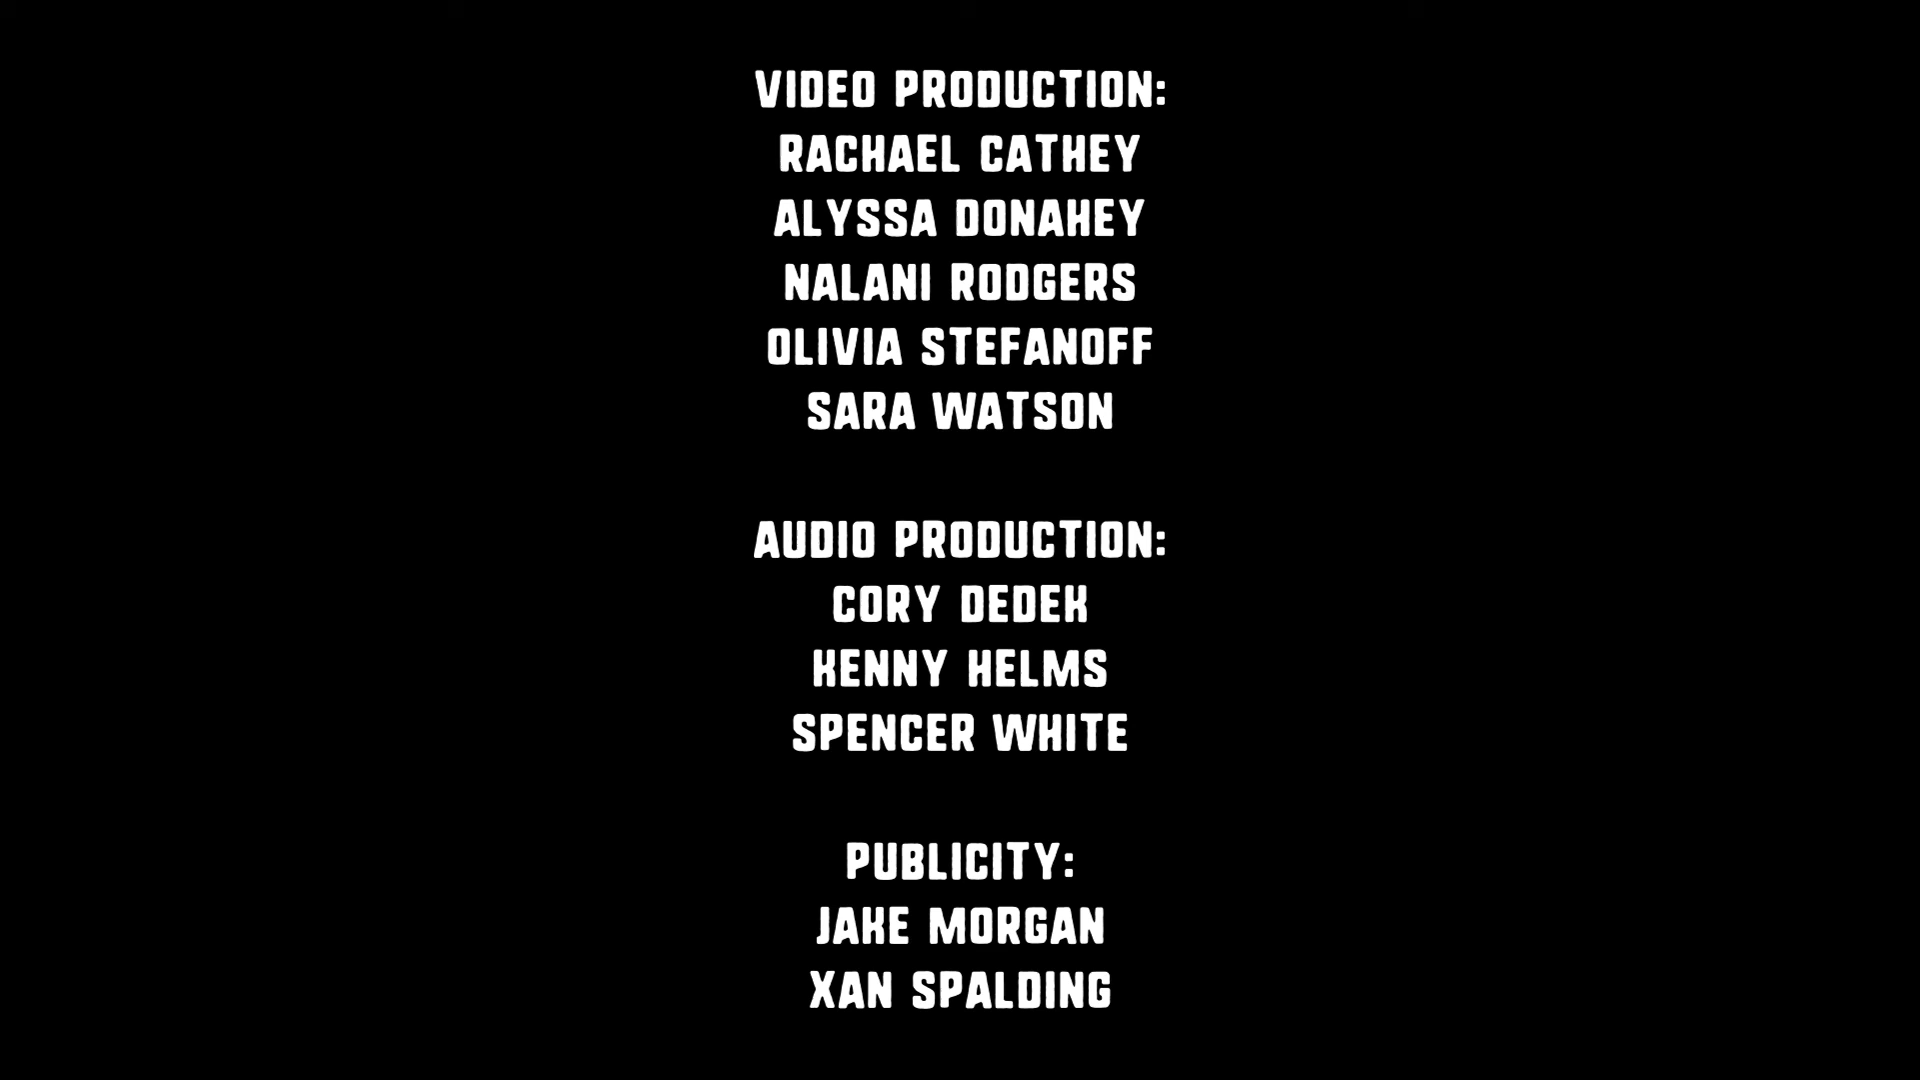 VIDEO PRODUCTION:
RACHAEL CATHEY
ALYSSA DONAHEY
NALANI RODGERS
OLIVIA STEFANOFF
SARA WATSON
AUDIO PRODUCTION:
CORY DEDEK
KENNY HELMS
SPENCER WHITE
PUBLICITY:
JAKE MORGAN
XAN SPALDING